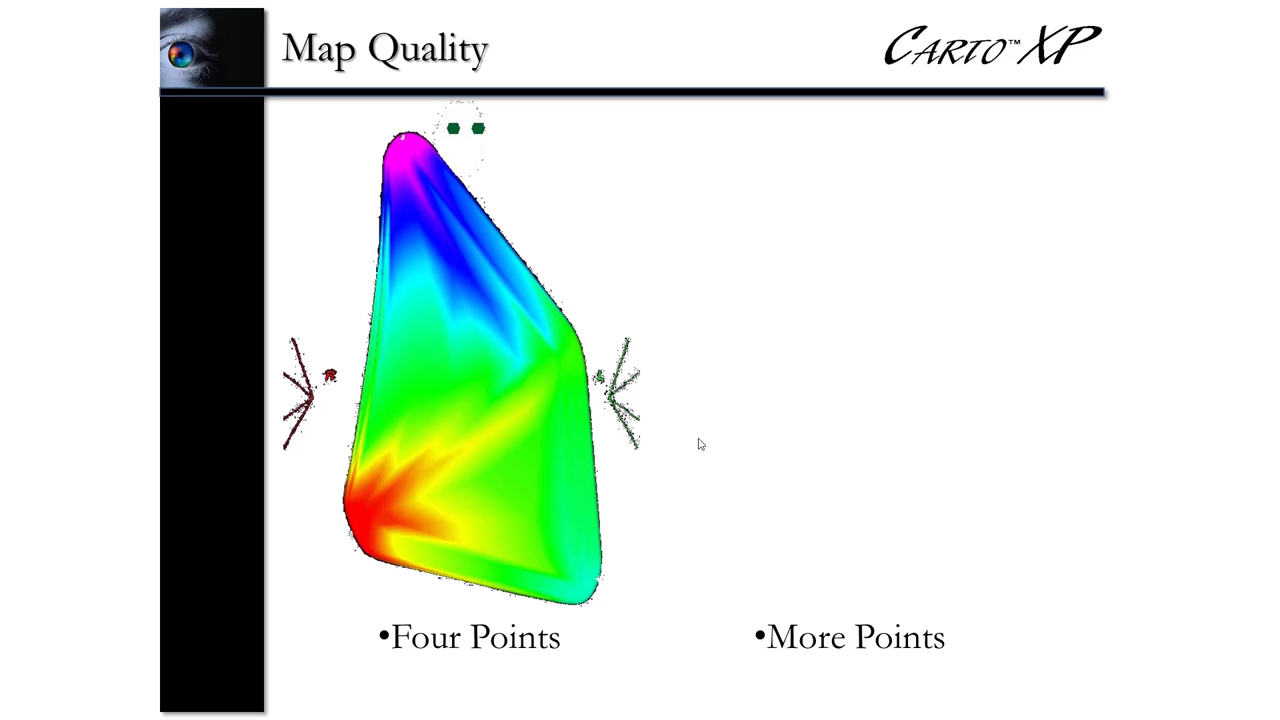 Map Quality
CARTO™ XP
R
L
•Four Points
•More Points